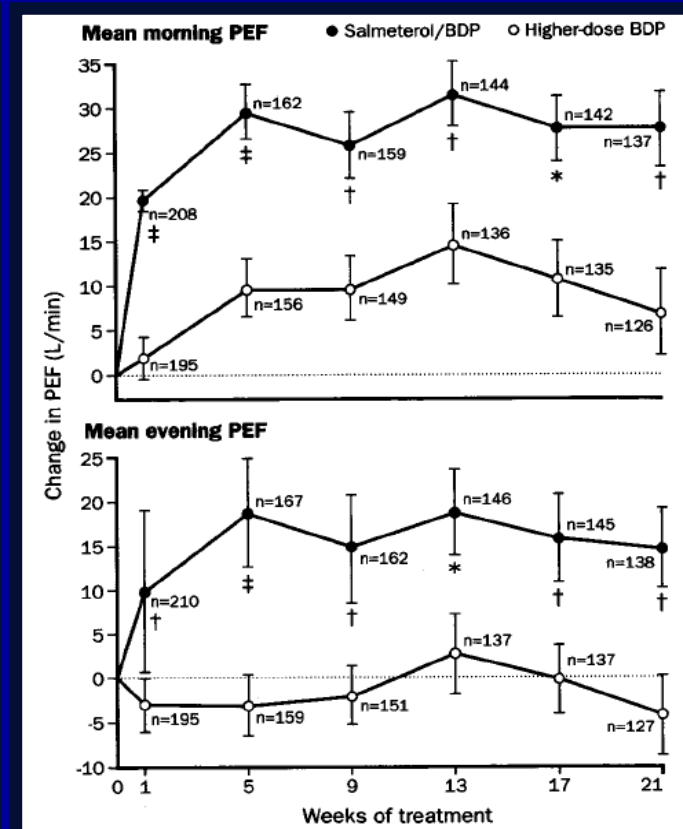 Mean morning PEF
● Salmeterol/BDP ○ Higher-dose BDP
Change in PEF (L/min)
35
30
25
20
15
10
5
0
n=208
‡
n=162
‡
n=159
†
n=144
†
n=142
*
n=137
†
n=195
n=156
n=149
n=136
n=135
n=126
Mean evening PEF
25
20
15
10
5
0
-5
-10
n=210
†
n=167
‡
n=162
†
n=146
*
n=145
†
n=138
†
n=195
n=159
n=151
n=137
n=137
n=127
0 1 5 9 13 17 21
Weeks of treatment